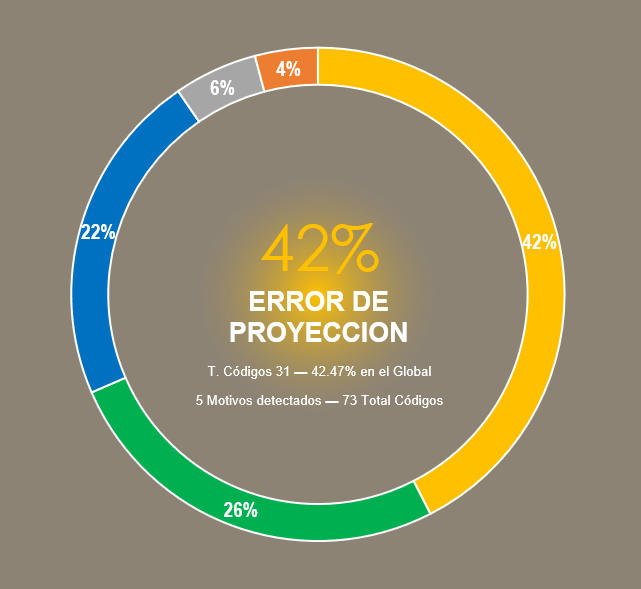 4%
6%
42%
22%
42%
ERROR DE
PROYECCION
T. Códigos 31 — 42.47% en el Global
5 Motivos detectados — 73 Total Códigos
26%